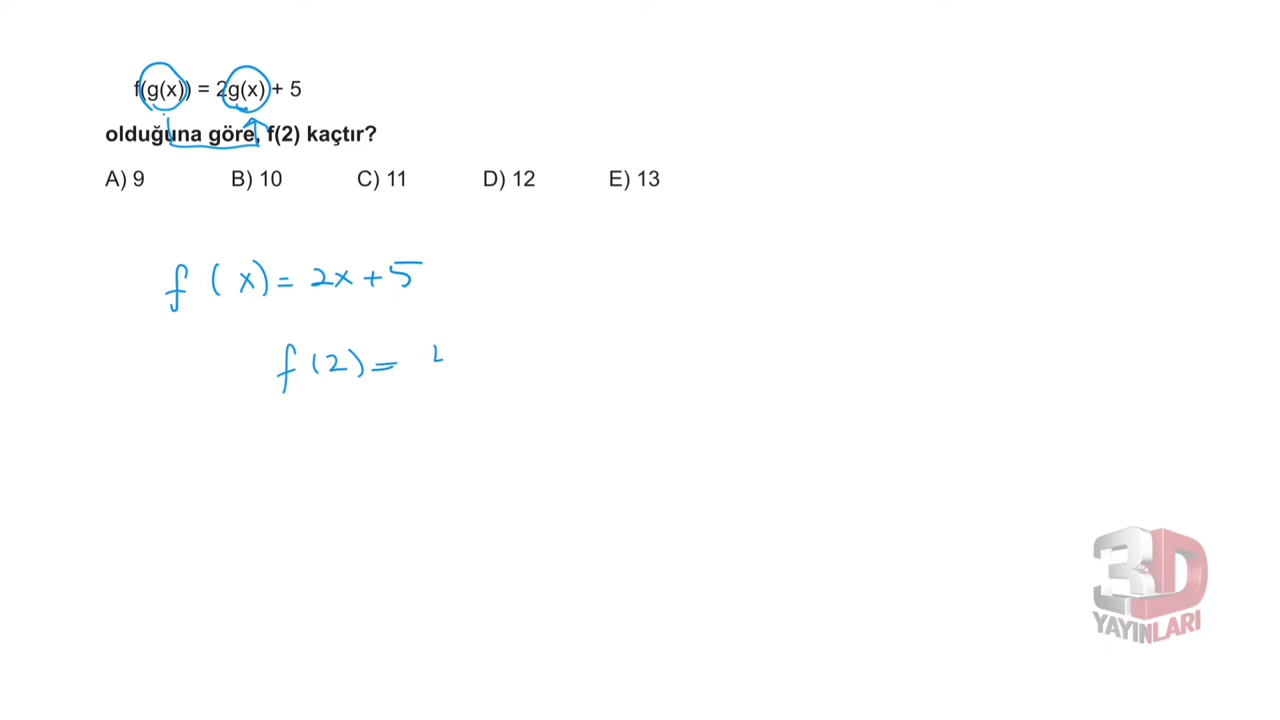 f(g(x)) = 2g(x) + 5
olduğuna göre, f(2) kaçtır?
A) 9 B) 10 C) 11 D) 12 E) 13
f(x) = 2x + 5
f(2) =
3D
YAYINLARI